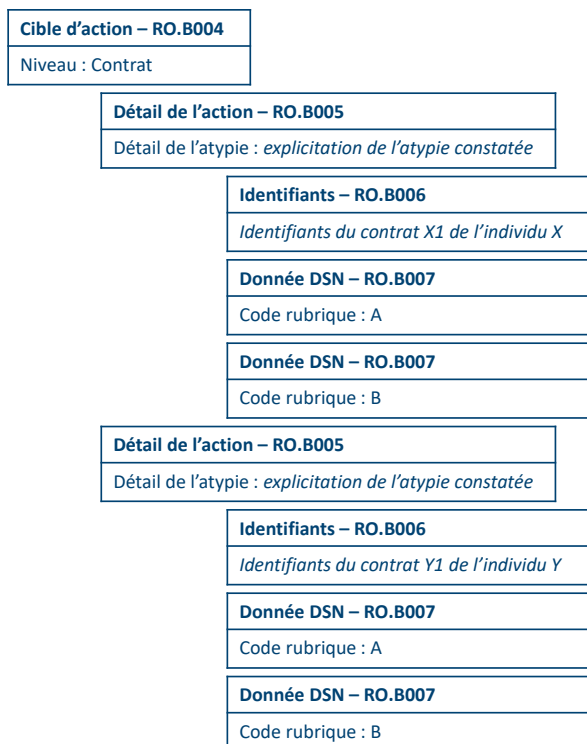 Cible d’action – RO.B004
Niveau : Contrat
Détail de l’action – RO.B005
Détail de l’atypie : explicitation de l’atypie constatée
Identifiants – RO.B006
Identifiants du contrat X1 de l’individu X
Donnée DSN – RO.B007
Code rubrique : A
Donnée DSN – RO.B007
Code rubrique : B
Détail de l’action – RO.B005
Détail de l’atypie : explicitation de l’atypie constatée
Identifiants – RO.B006
Identifiants du contrat Y1 de l’individu Y
Donnée DSN – RO.B007
Code rubrique : A
Donnée DSN – RO.B007
Code rubrique : B